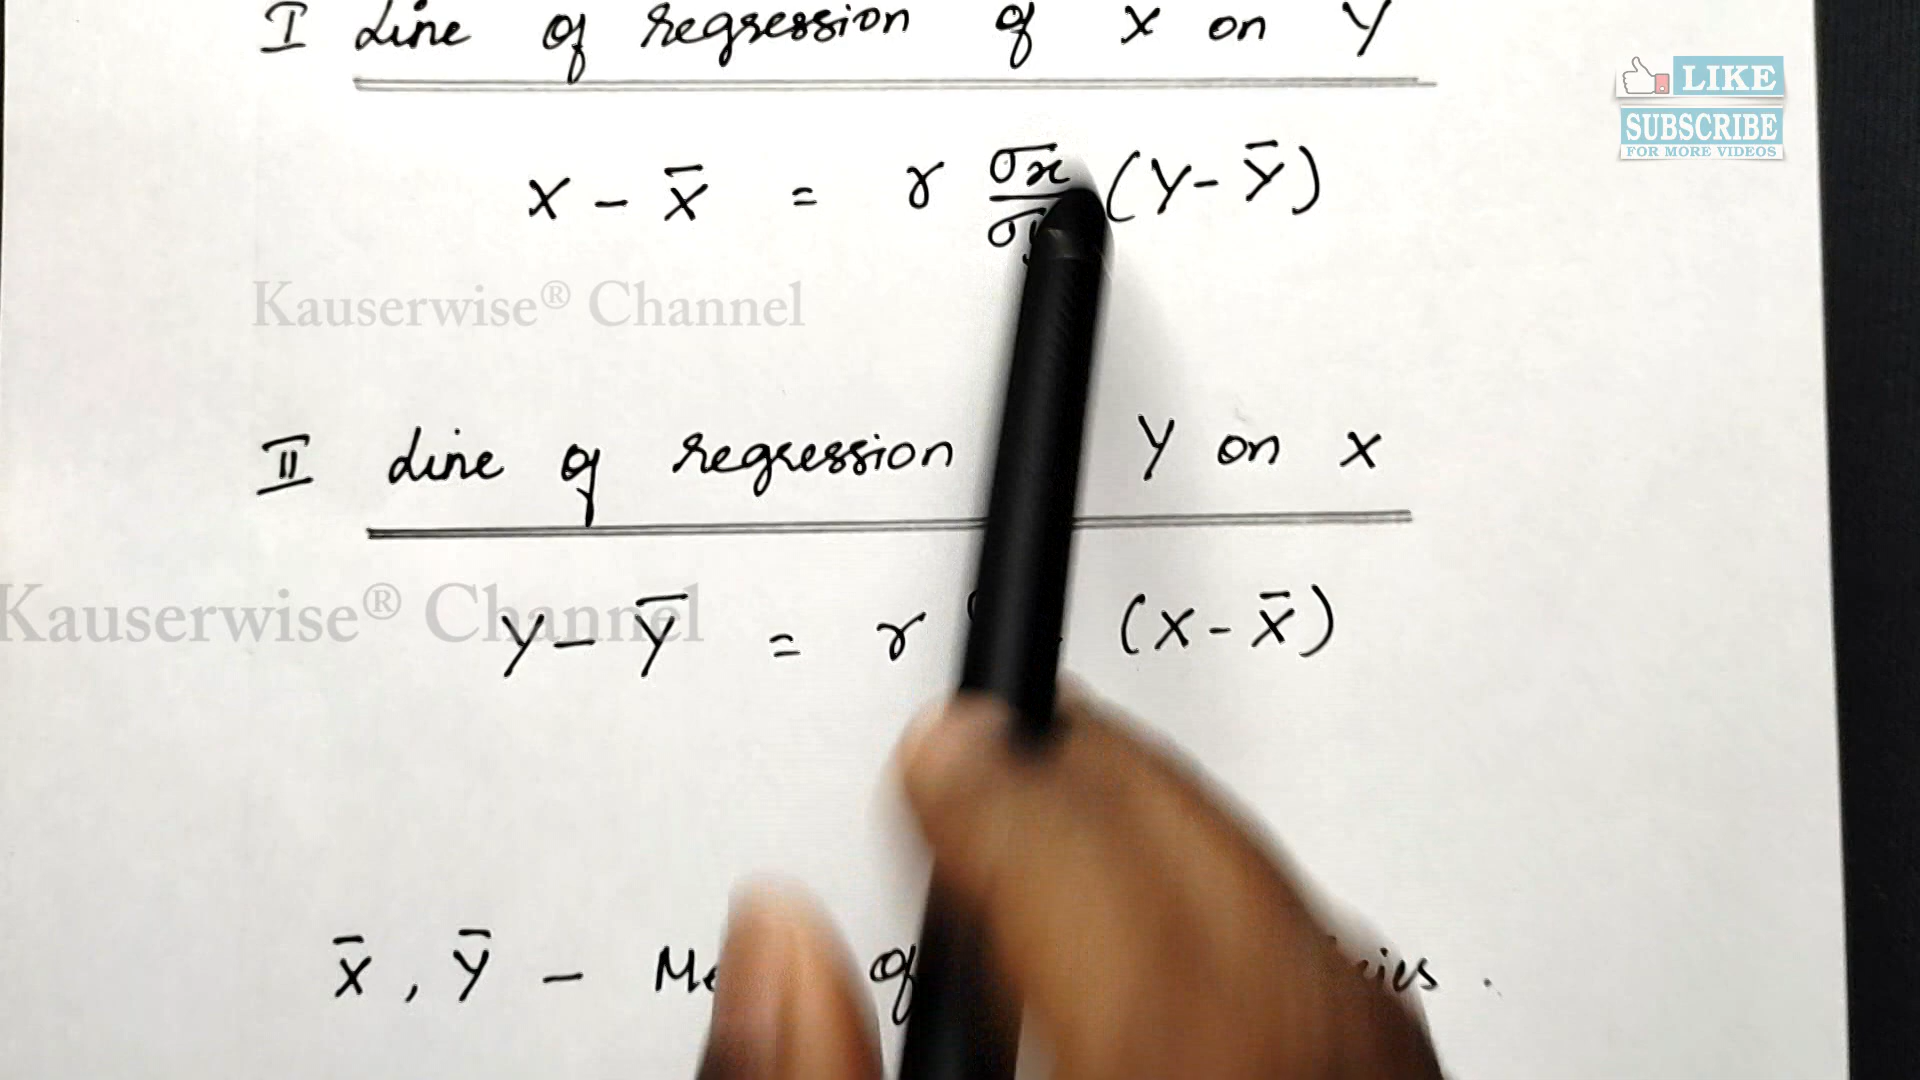 I Line of regression of X on Y
LIKE
SUBSCRIBE
FOR MORE VIDEOS
X - X̄ = r σx/σy (Y - Ȳ)
Kauserwise® Channel
II Line of regression Y on X
Kauserwise® Channel
Y - Ȳ = r (X - X̄)
X̄, Ȳ - of